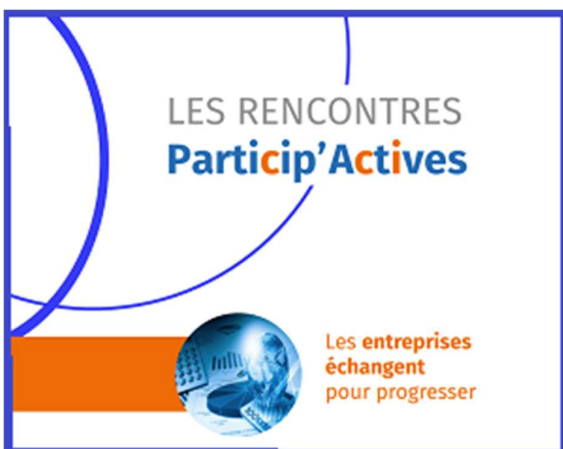 LES RENCONTRES
Particip'Actives
Les entreprises
échangent
pour progresser